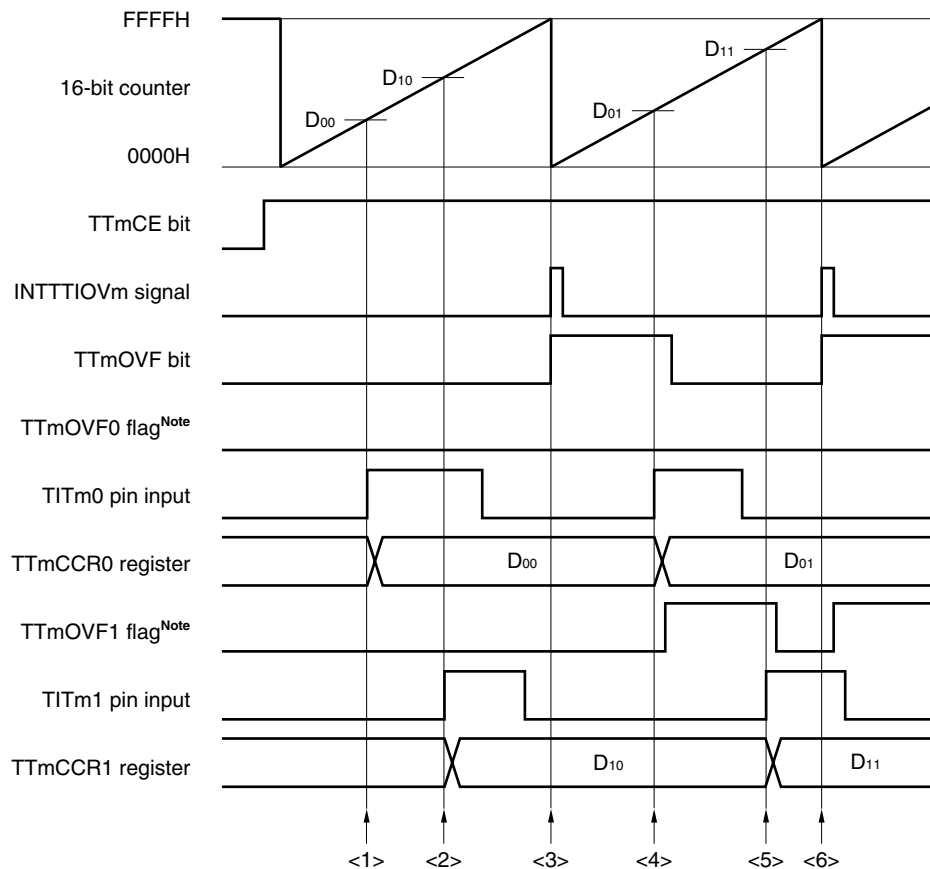 FFFFH
D11
D10
16-bit counter
D01
D00
0000H
TTmCE bit
INTTTIOVm signal
TTmOVF bit
TTmOVF0 flagNote
TITm0 pin input
TTmCCR0 register
D00
D01
TTmOVF1 flagNote
TITm1 pin input
TTmCCR1 register
D10
D11
<1>
<2>
<3>
<4>
<5>
<6>